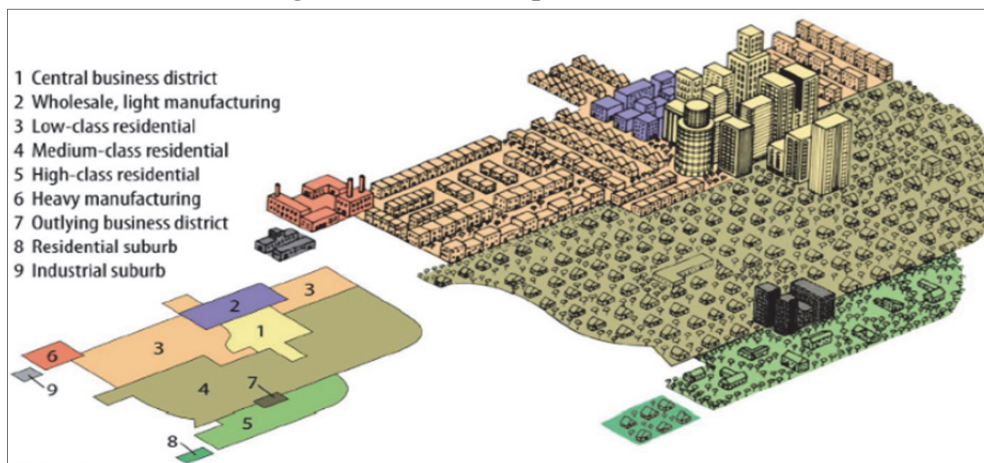 1 Central business district
2 Wholesale, light manufacturing
3 Low-class residential
4 Medium-class residential
5 High-class residential
6 Heavy manufacturing
7 Outlying business district
8 Residential suburb
9 Industrial suburb
2
3
1
3
6
9
4
7
5
8